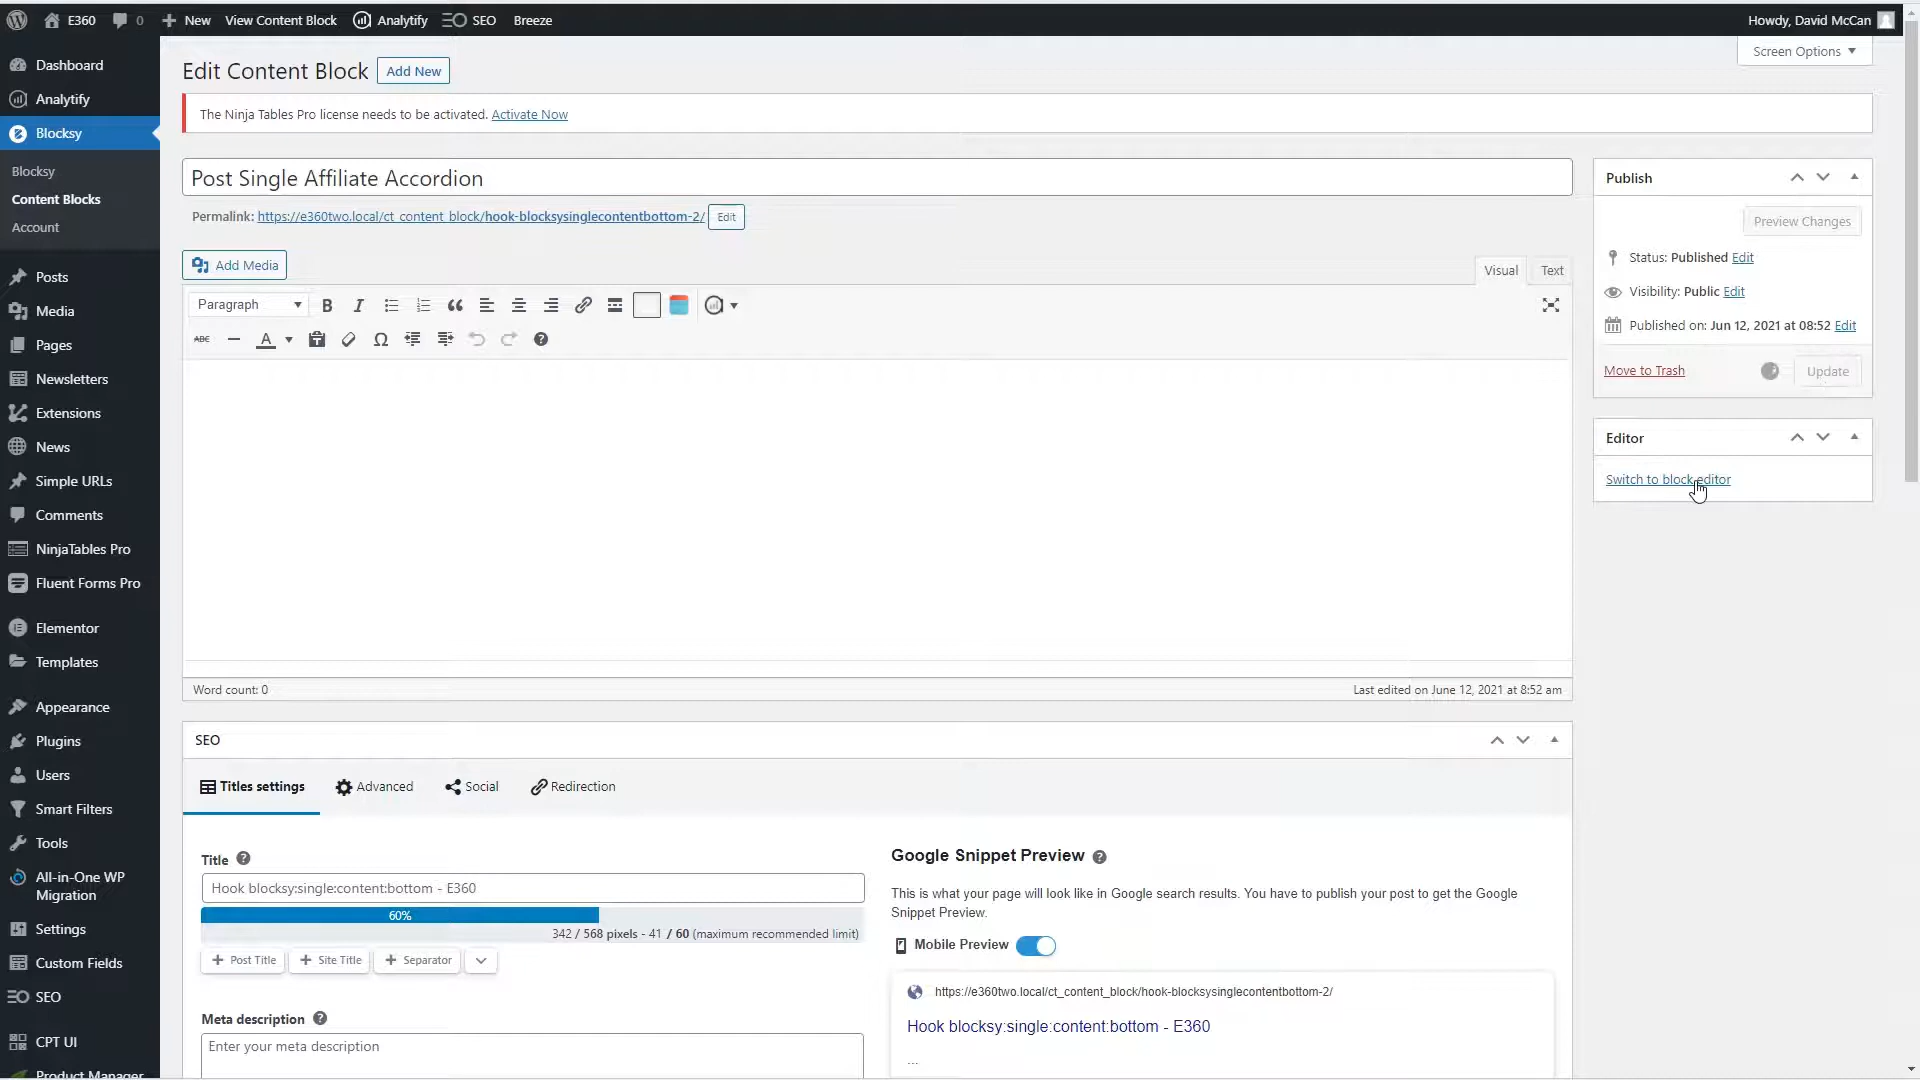 E360 0 New View Content Block Analytify SEO Breeze Howdy, David McCan
Screen Options
Dashboard
Analytify
Blocksy
Blocksy
Content Blocks
Account
Posts
Media
Pages
Newsletters
Extensions
News
Simple URLs
Comments
NinjaTables Pro
Fluent Forms Pro
Elementor
Templates
Appearance
Plugins
Users
Smart Filters
Tools
All-in-One WP
Migration
Settings
Custom Fields
SEO
CPT UI
Product Manager
Edit Content Block Add New
The Ninja Tables Pro license needs to be activated. Activate Now
Post Single Affiliate Accordion
Permalink: https://e360two.local/ct_content_block/hook-blocksysinglecontentbottom-2/ Edit
Add Media
Visual Text
Paragraph B I
ABC A Ω
Word count: 0 Last edited on June 12, 2021 at 8:52 am
Publish
Preview Changes
Status: Published Edit
Visibility: Public Edit
Published on: Jun 12, 2021 at 08:52 Edit
Move to Trash Update
Editor
Switch to block editor
SEO
Titles settings Advanced Social Redirection
Title
Hook blocksy:single:content:bottom - E360
60%
342 / 568 pixels - 41 / 60 (maximum recommended limit)
Post Title Site Title Separator
Meta description
Enter your meta description
Google Snippet Preview
This is what your page will look like in Google search results. You have to publish your post to get the Google
Snippet Preview.
Mobile Preview
https://e360two.local/ct_content_block/hook-blocksysinglecontentbottom-2/
Hook blocksy:single:content:bottom - E360
...